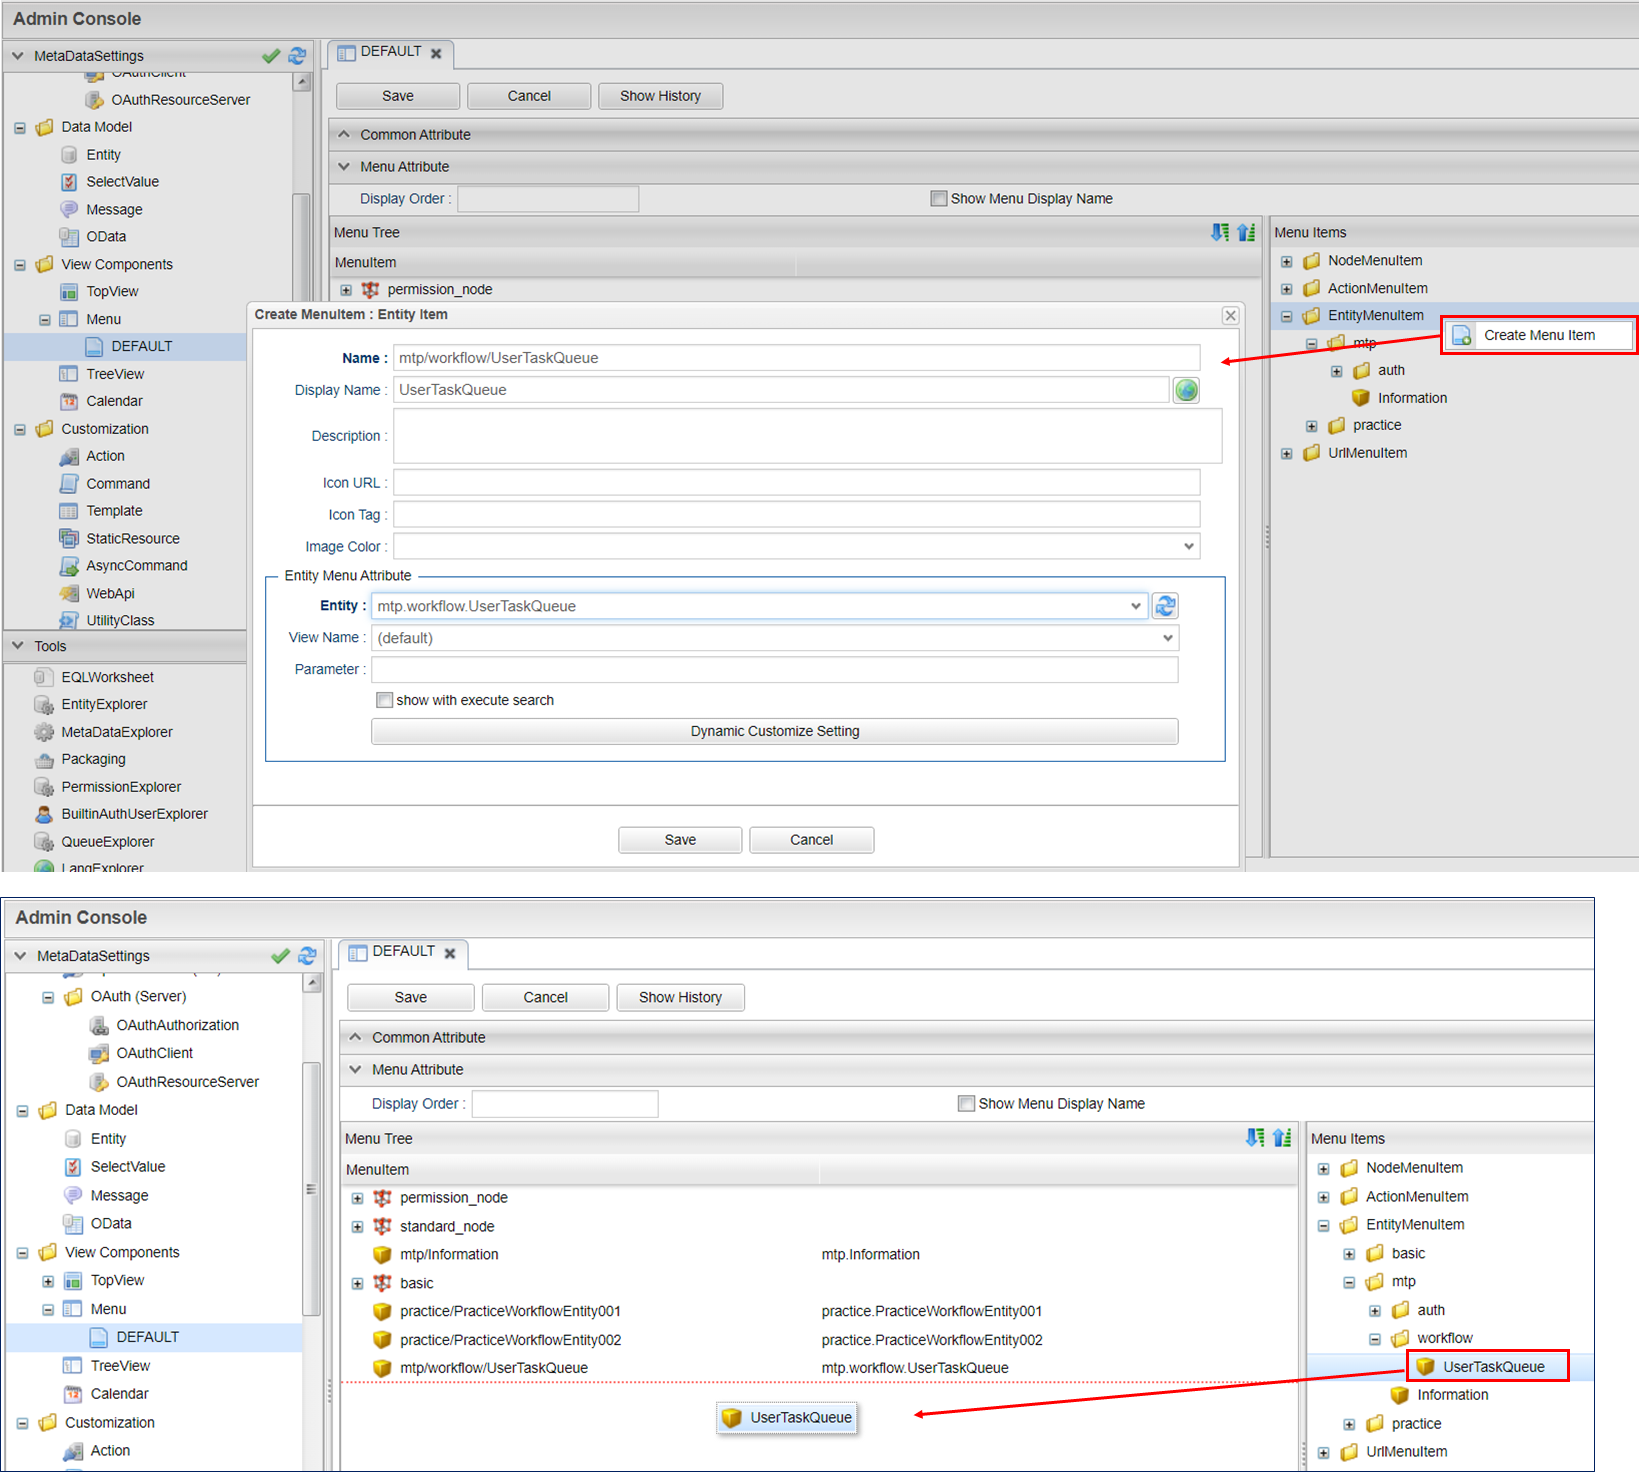 Admin Console
MetaDataSettings
OAuthClient
OAuthResourceServer
Data Model
Entity
SelectValue
Message
OData
View Components
TopView
Menu
DEFAULT
TreeView
Calendar
Customization
Action
Command
Template
StaticResource
AsyncCommand
WebApi
UtilityClass
Tools
EQLWorksheet
EntityExplorer
MetaDataExplorer
Packaging
PermissionExplorer
BuiltinAuthUserExplorer
QueueExplorer
LangExplorer
DEFAULT
Save Cancel Show History
Common Attribute
Menu Attribute
Display Order : Show Menu Display Name
Menu Tree
MenuItem
permission_node
Menu Items
NodeMenuItem
ActionMenuItem
EntityMenuItem
Create Menu Item
mtp
auth
Information
practice
UrlMenuItem
Create MenuItem : Entity Item
Name : mtp/workflow/UserTaskQueue
Display Name : UserTaskQueue
Description :
Icon URL :
Icon Tag :
Image Color :
Entity Menu Attribute
Entity : mtp.workflow.UserTaskQueue
View Name : (default)
Parameter :
show with execute search
Dynamic Customize Setting
Save Cancel
Admin Console
MetaDataSettings
OAuth (Server)
OAuthAuthorization
OAuthClient
OAuthResourceServer
Data Model
Entity
SelectValue
Message
OData
View Components
TopView
Menu
DEFAULT
TreeView
Calendar
Customization
Action
DEFAULT
Save Cancel Show History
Common Attribute
Menu Attribute
Display Order : Show Menu Display Name
Menu Tree
MenuItem
permission_node
standard_node
mtp/Information mtp.Information
basic
practice/PracticeWorkflowEntity001 practice.PracticeWorkflowEntity001
practice/PracticeWorkflowEntity002 practice.PracticeWorkflowEntity002
mtp/workflow/UserTaskQueue mtp.workflow.UserTaskQueue
UserTaskQueue
Menu Items
NodeMenuItem
ActionMenuItem
EntityMenuItem
basic
mtp
auth
workflow
UserTaskQueue
Information
practice
UrlMenuItem